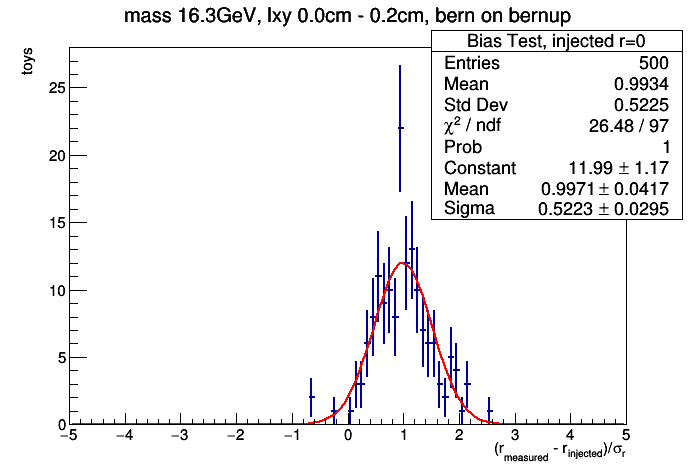 mass 16.3GeV, lxy 0.0cm - 0.2cm, bern on bernup
toys
Bias Test, injected r=0
Entries 500
Mean 0.9934
Std Dev 0.5225
χ² / ndf 26.48 / 97
Prob 1
Constant 11.99 ± 1.17
Mean 0.9971 ± 0.0417
Sigma 0.5223 ± 0.0295
25
20
15
10
5
0
−5 −4 −3 −2 −1 0 1 2 3 4 5
(r_measured - r_injected)/σ_r